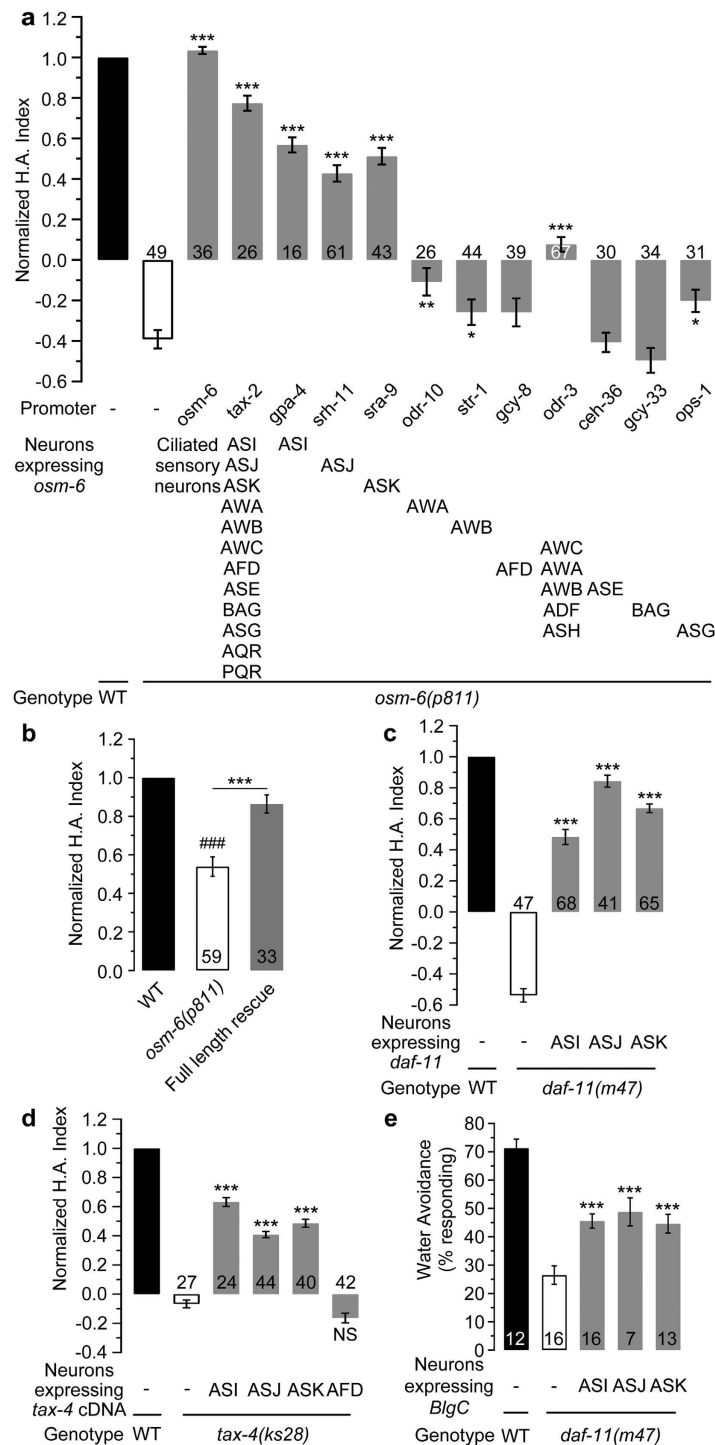 a
1.2
1.0
0.8
0.6
0.4
0.2
0.0
-0.2
-0.4
-0.6
Normalized H.A. Index
*** *** *** *** *** ***
49 36 26 16 61 43 26 44 39 67 30 34 31
** * *
Promoter - - osm-6 tax-2 gpa-4 srh-11 sra-9 odr-10 str-1 gcy-8 odr-3 ceh-36 gcy-33 ops-1
Neurons Ciliated ASI ASI
expressing sensory ASJ ASJ
osm-6 neurons ASK ASK
AWA AWA
AWB AWB
AWC AWC
AFD AFD AWA
ASE AWB ASE
BAG ADF BAG
ASG ASH ASG
AQR
PQR
Genotype WT osm-6(p811)
b
1.2
1.0
0.8
0.6
0.4
0.2
0.0
Normalized H.A. Index
***
###
59 33
WT osm-6(p811) Full length rescue
c
1.2
1.0
0.8
0.6
0.4
0.2
0.0
-0.2
-0.4
-0.6
Normalized H.A. Index
*** *** ***
47 68 41 65
Neurons
expressing - - ASI ASJ ASK
daf-11
Genotype WT daf-11(m47)
d
1.2
1.0
0.8
0.6
0.4
0.2
0.0
-0.2
-0.4
Normalized H.A. Index
*** *** ***
27 24 44 40 42
NS
Neurons
expressing - - ASI ASJ ASK AFD
tax-4 cDNA
Genotype WT tax-4(ks28)
e
80
70
60
50
40
30
20
10
0
Water Avoidance
(% responding)
*** *** ***
12 16 16 7 13
Neurons
expressing - - ASI ASJ ASK
BlgC
Genotype WT daf-11(m47)